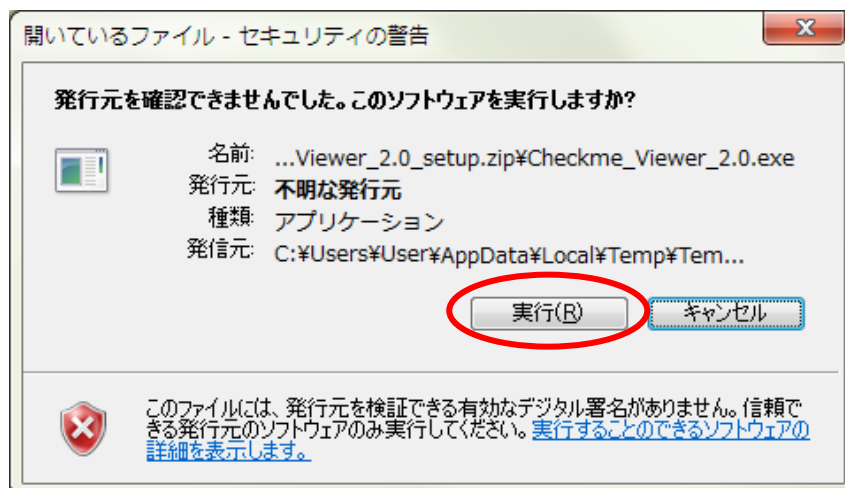 開いているファイル - セキュリティの警告
発行元を確認できませんでした。このソフトウェアを実行しますか?
名前: ...Viewer_2.0_setup.zip¥Checkme_Viewer_2.0.exe
発行元: 不明な発行元
種類: アプリケーション
発信元: C:¥Users¥User¥AppData¥Local¥Temp¥Tem...
実行(R) キャンセル
このファイルには、発行元を検証できる有効なデジタル署名がありません。信頼で
きる発行元のソフトウェアのみ実行してください。実行することのできるソフトウェアの
詳細を表示します。